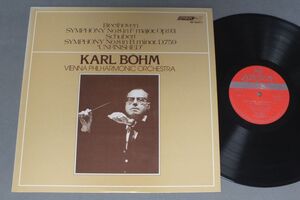 Beethoven
SYMPHONY No.8 in F major, Op.93
Schubert
SYMPHONY No.8 in B minor, D.759
'UNFINISHED'
KARL BÖHM
VIENNA PHILHARMONIC ORCHESTRA